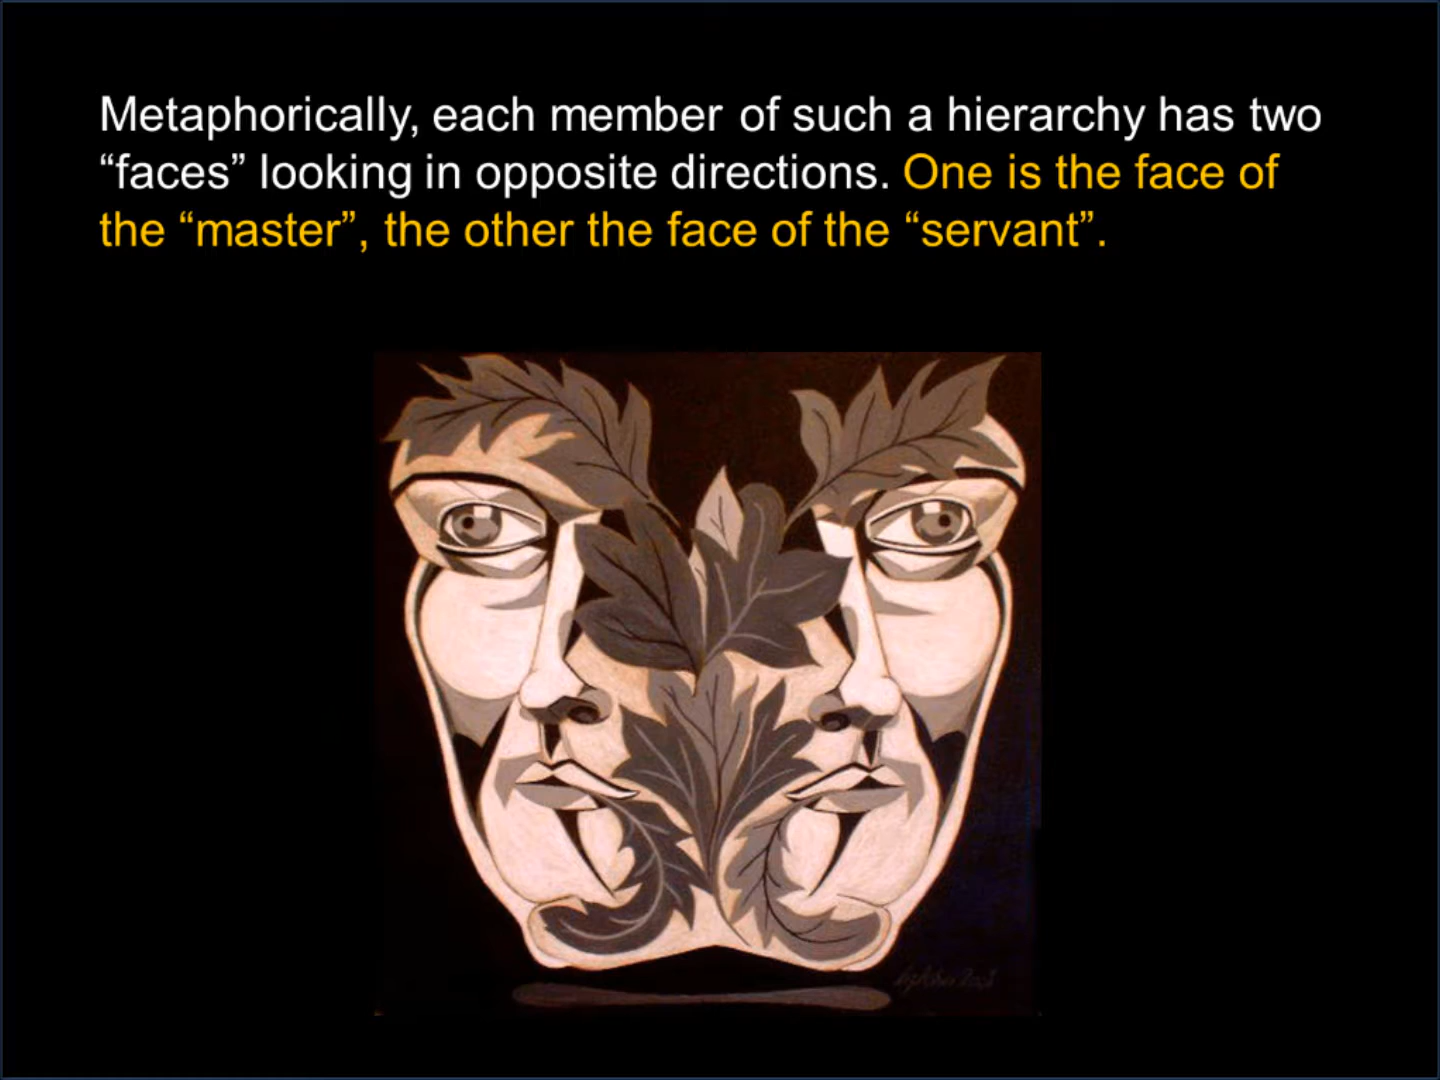 Metaphorically, each member of such a hierarchy has two
“faces” looking in opposite directions. One is the face of
the “master”, the other the face of the “servant”.